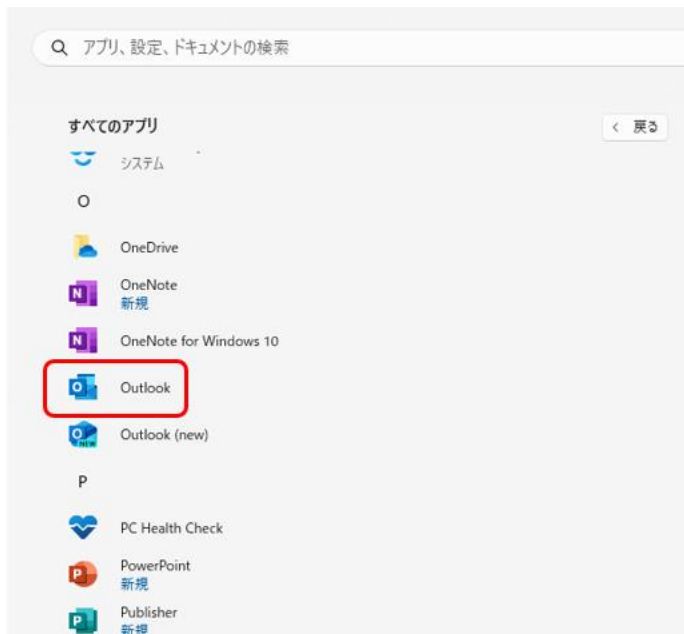 アプリ、設定、ドキュメントの検索
すべてのアプリ
戻る
システム
O
OneDrive
OneNote
新規
OneNote for Windows 10
Outlook
Outlook (new)
P
PC Health Check
PowerPoint
新規
Publisher
新規